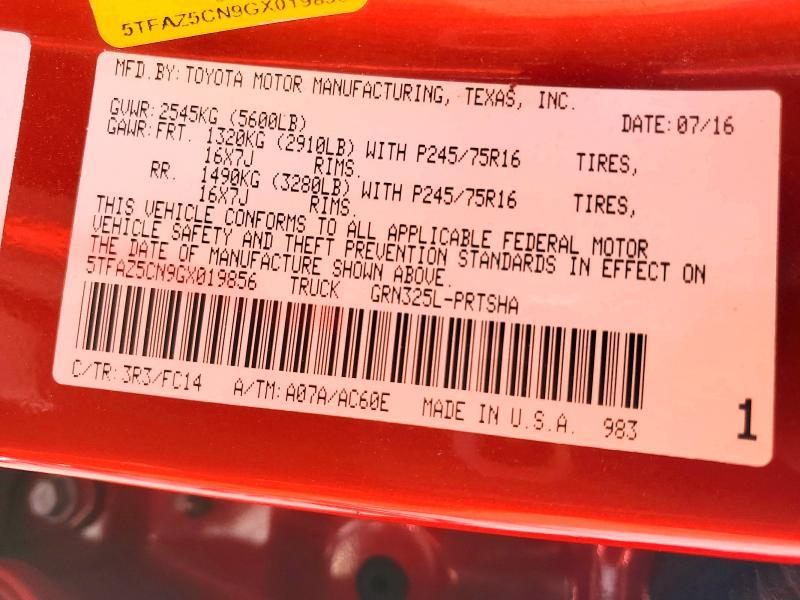 5TFAZ5CN9GX019856
MFD.BY:TOYOTA MOTOR MANUFACTURING, TEXAS, INC.
GVWR:2545KG (5600LB) DATE:07/16
GAWR:FRT. 1320KG (2910LB) WITH P245/75R16 TIRES,
16X7J RIMS.
RR. 1490KG (3280LB) WITH P245/75R16 TIRES,
16X7J RIMS.
THIS VEHICLE CONFORMS TO ALL APPLICABLE FEDERAL MOTOR
VEHICLE SAFETY AND THEFT PREVENTION STANDARDS IN EFFECT ON
THE DATE OF MANUFACTURE SHOWN ABOVE.
5TFAZ5CN9GX019856 TRUCK GRN325L-PRTSHA
C/TR:3R3/FC14 A/TM:A07A/AC60E MADE IN U.S.A. 983
1